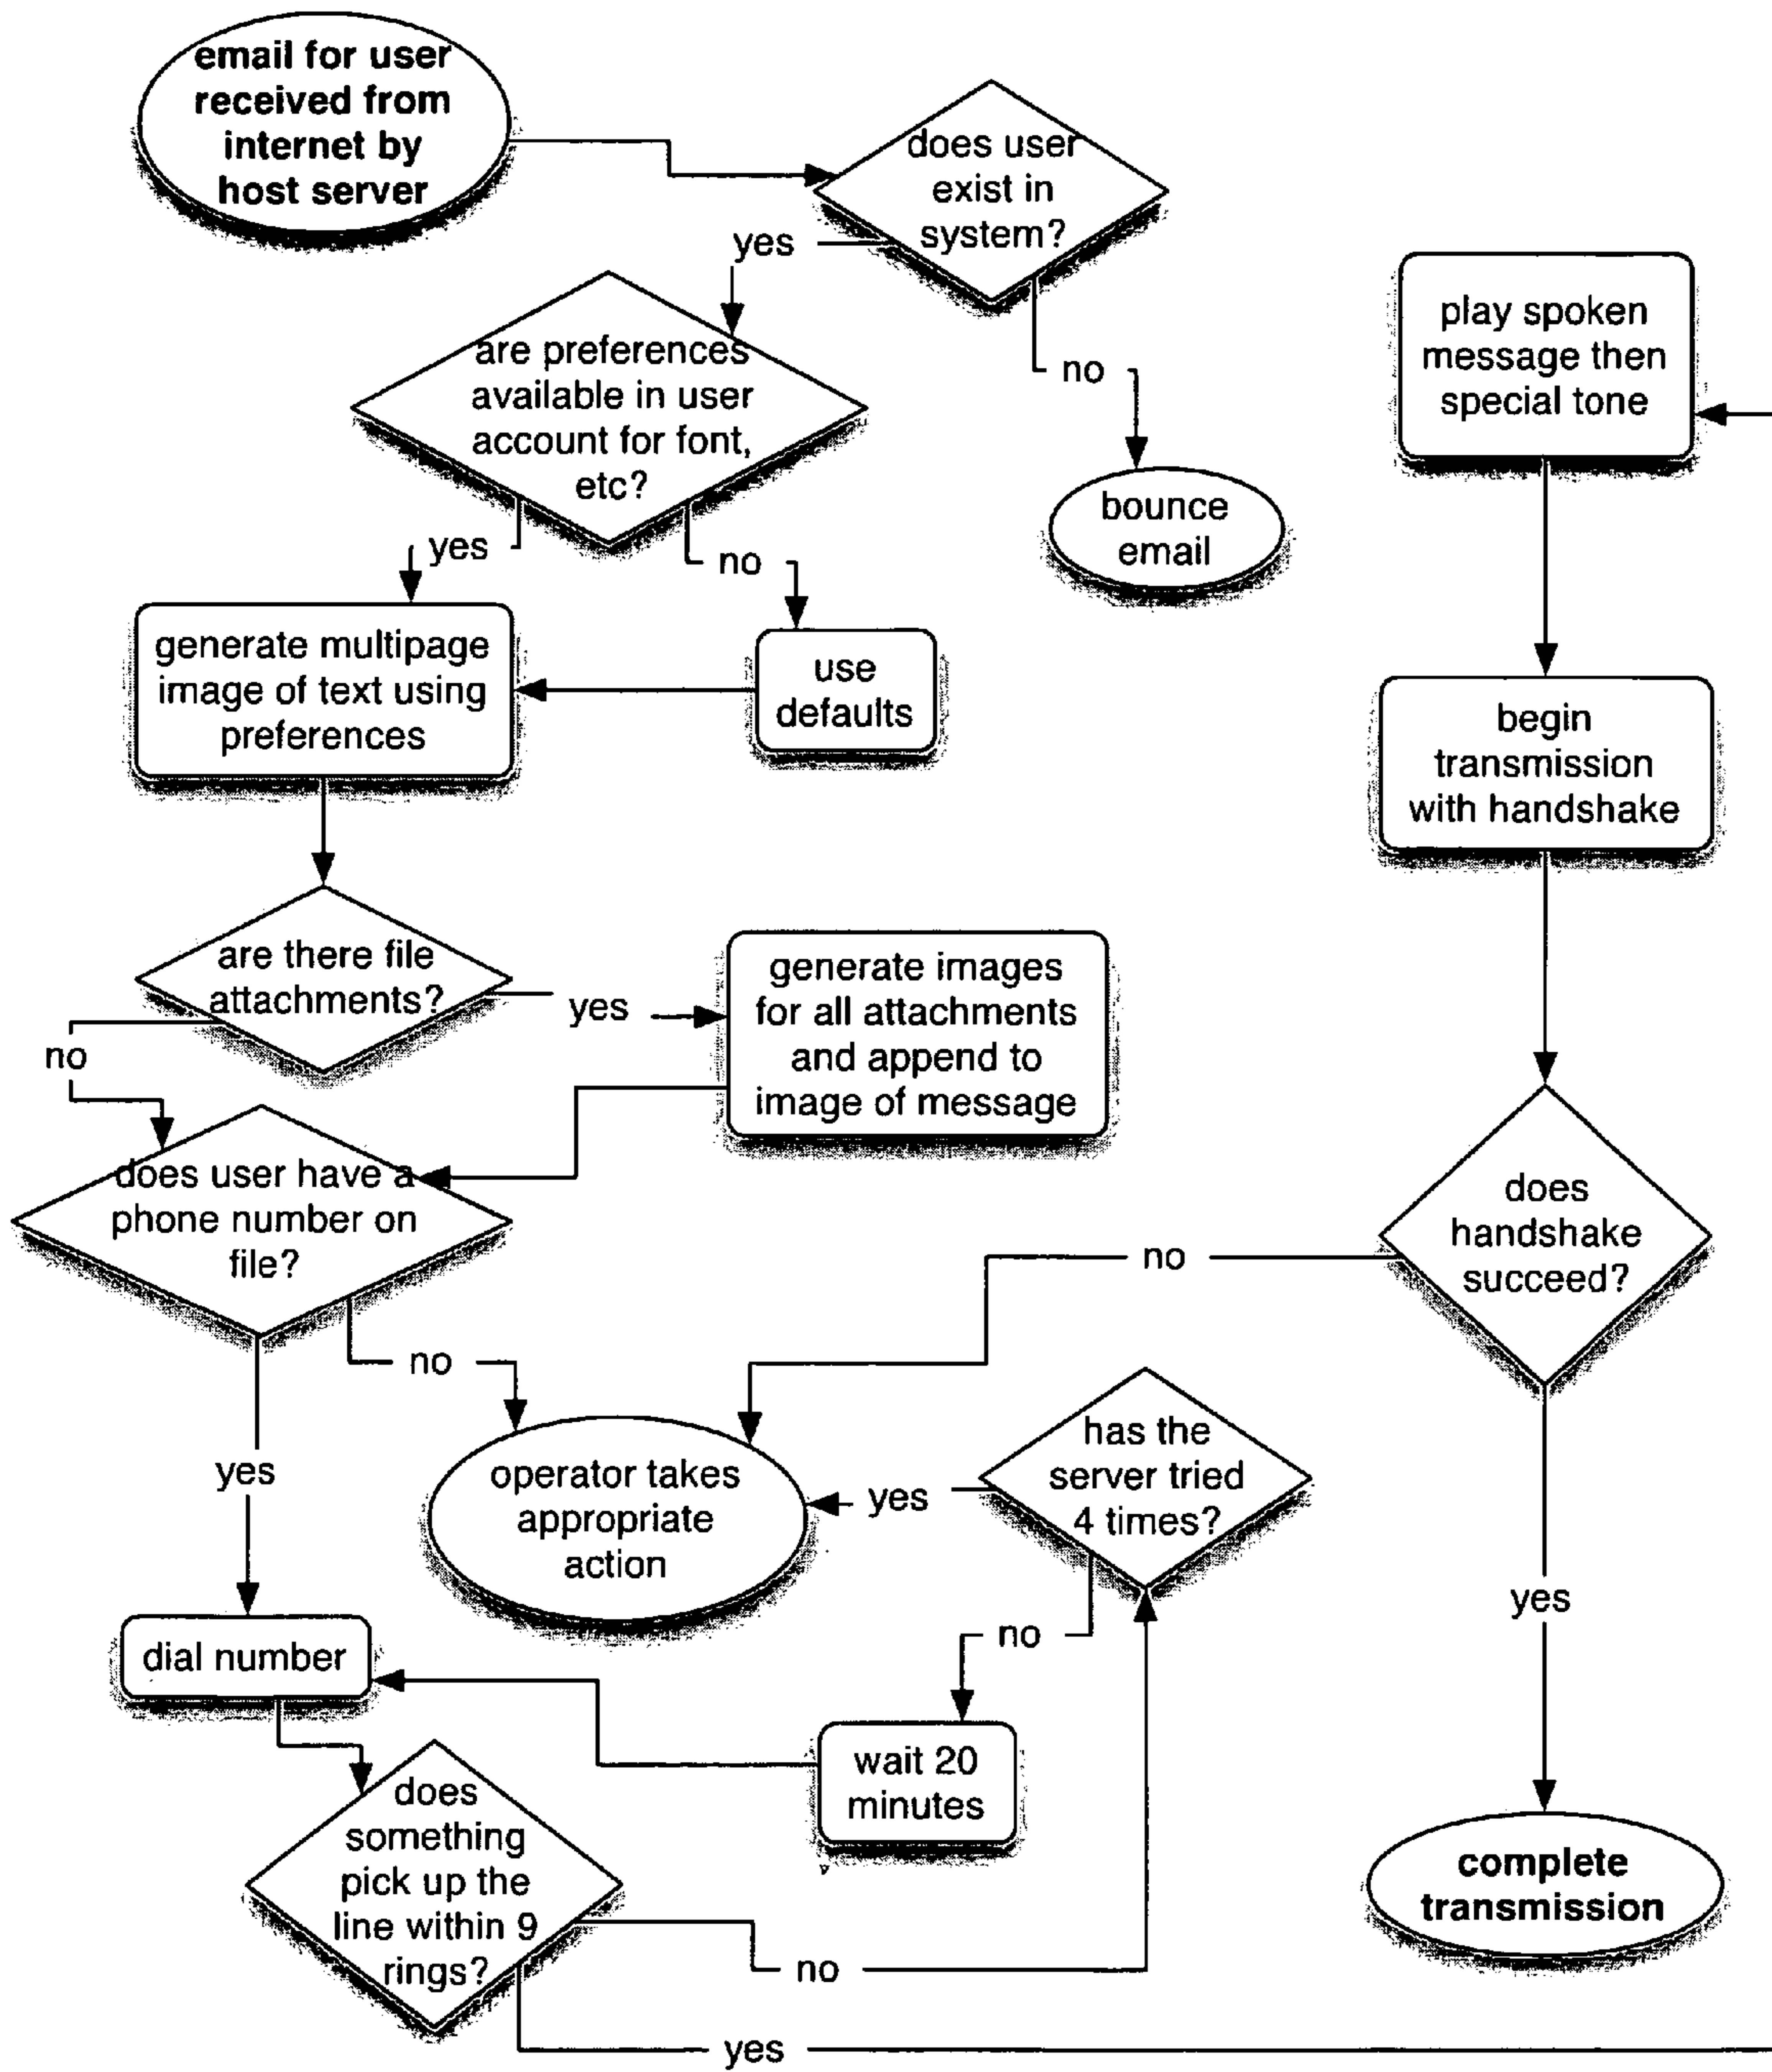 email for user
received from
internet by
host server
does user
exist in
system?
yes
no
bounce
email
are preferences
available in user
account for font,
etc?
yes
no
generate multipage
image of text using
preferences
use
defaults
are there file
attachments?
yes
no
generate images
for all attachments
and append to
image of message
does user have a
phone number on
file?
no
yes
operator takes
appropriate
action
dial number
does
something
pick up the
line within 9
rings?
no
yes
has the
server tried
4 times?
yes
no
wait 20
minutes
play spoken
message then
special tone
begin
transmission
with handshake
does
handshake
succeed?
no
yes
complete
transmission